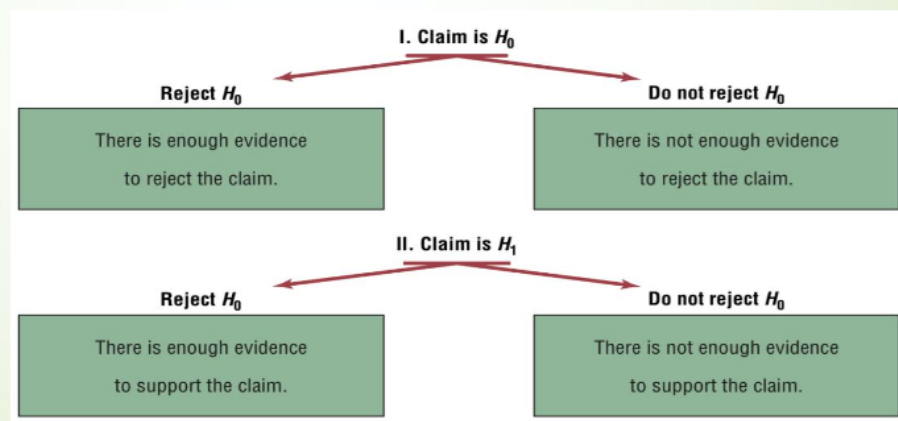 I. Claim is H₀
Reject H₀
Do not reject H₀
There is enough evidence
to reject the claim.
There is not enough evidence
to reject the claim.
II. Claim is H₁
Reject H₀
Do not reject H₀
There is enough evidence
to support the claim.
There is not enough evidence
to support the claim.